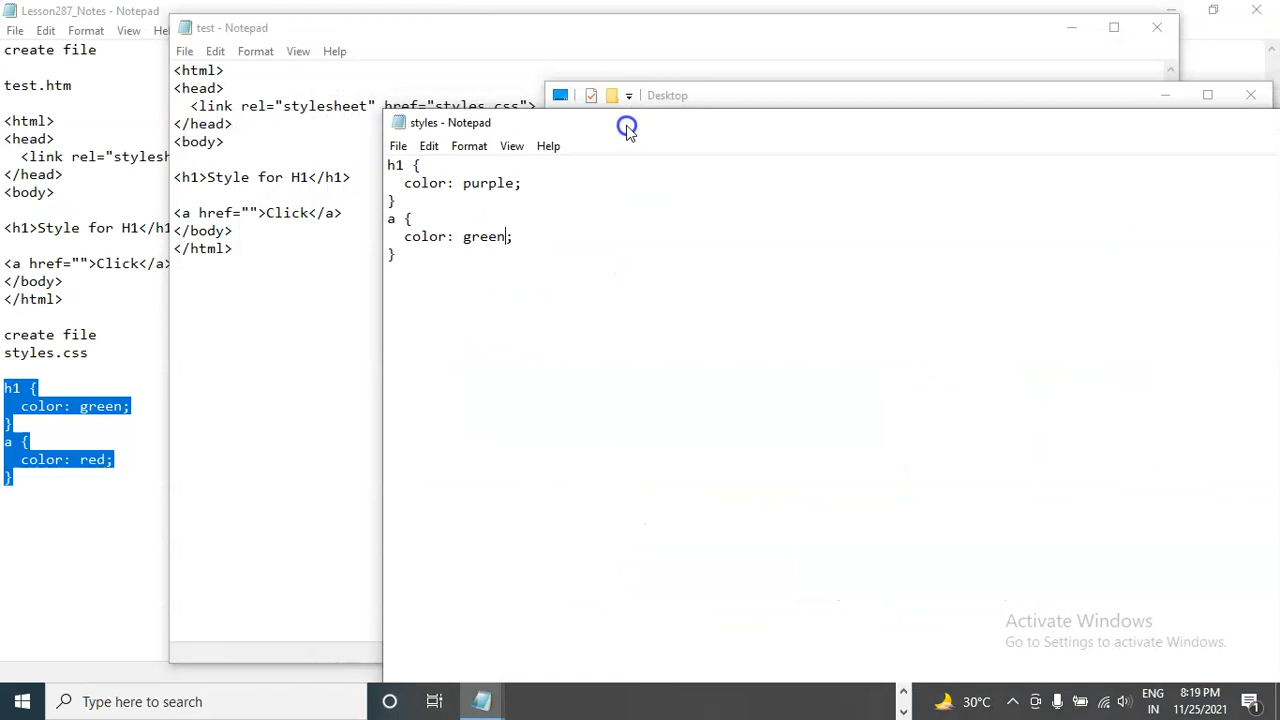 Lesson287_Notes - Notepad
File Edit Format View He
create file
test.htm
<html>
<head>
<link rel="stylesh
</head>
<body>
<h1>Style for H1</h
<a href="">Click</a>
</body>
</html>
create file
styles.css
h1 {
color: green;
}
a {
color: red;
}
test - Notepad
File Edit Format View Help
<html>
<head>
<link rel="stylesheet" href="styles.css">
</head>
<body>
<h1>Style for H1</h1>
<a href="">Click</a>
</body>
</html>
Desktop
styles - Notepad
File Edit Format View Help
h1 {
color: purple;
}
a {
color: green;
}
Activate Windows
Go to Settings to activate Windows.
Type here to search
30°C
ENG
IN
8:19 PM
11/25/2021
1